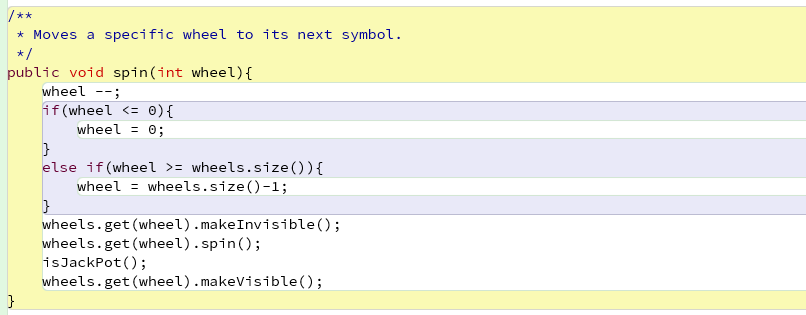 /**
 * Moves a specific wheel to its next symbol.
 */
public void spin(int wheel){
    wheel --;
    if(wheel <= 0){
        wheel = 0;
    }
    else if(wheel >= wheels.size()){
        wheel = wheels.size()-1;
    }
    wheels.get(wheel).makeInvisible();
    wheels.get(wheel).spin();
    isJackPot();
    wheels.get(wheel).makeVisible();
}